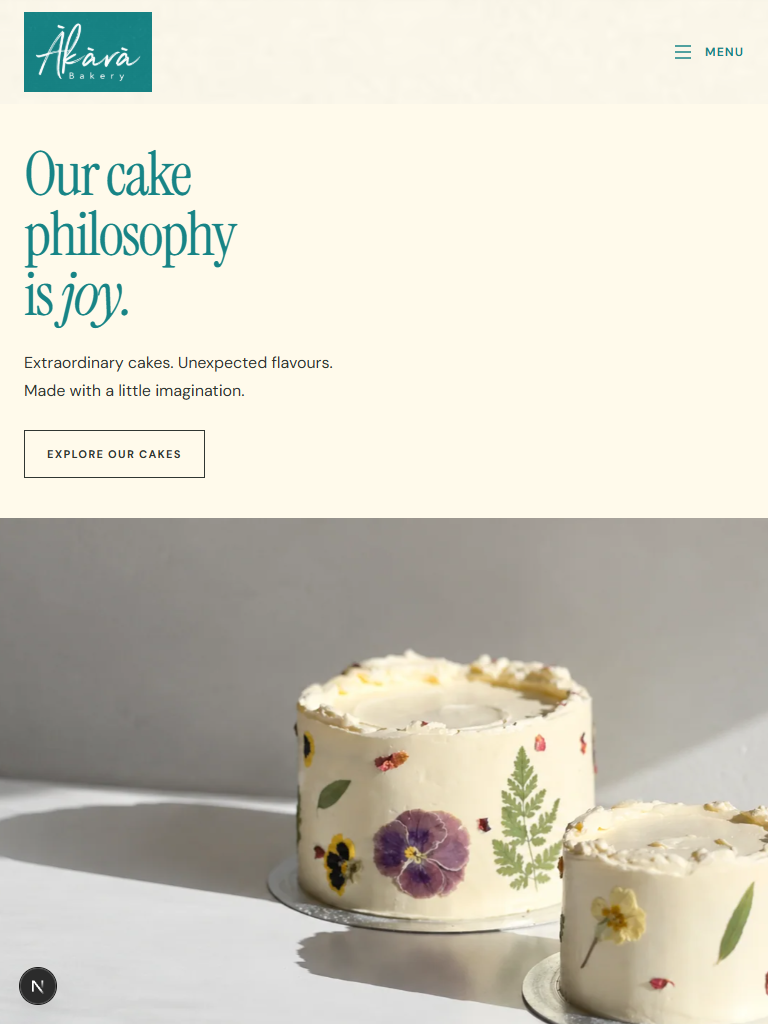 Àkàrà
Bakery
MENU
Our cake
philosophy
is joy.
Extraordinary cakes. Unexpected flavours.
Made with a little imagination.
EXPLORE OUR CAKES
N